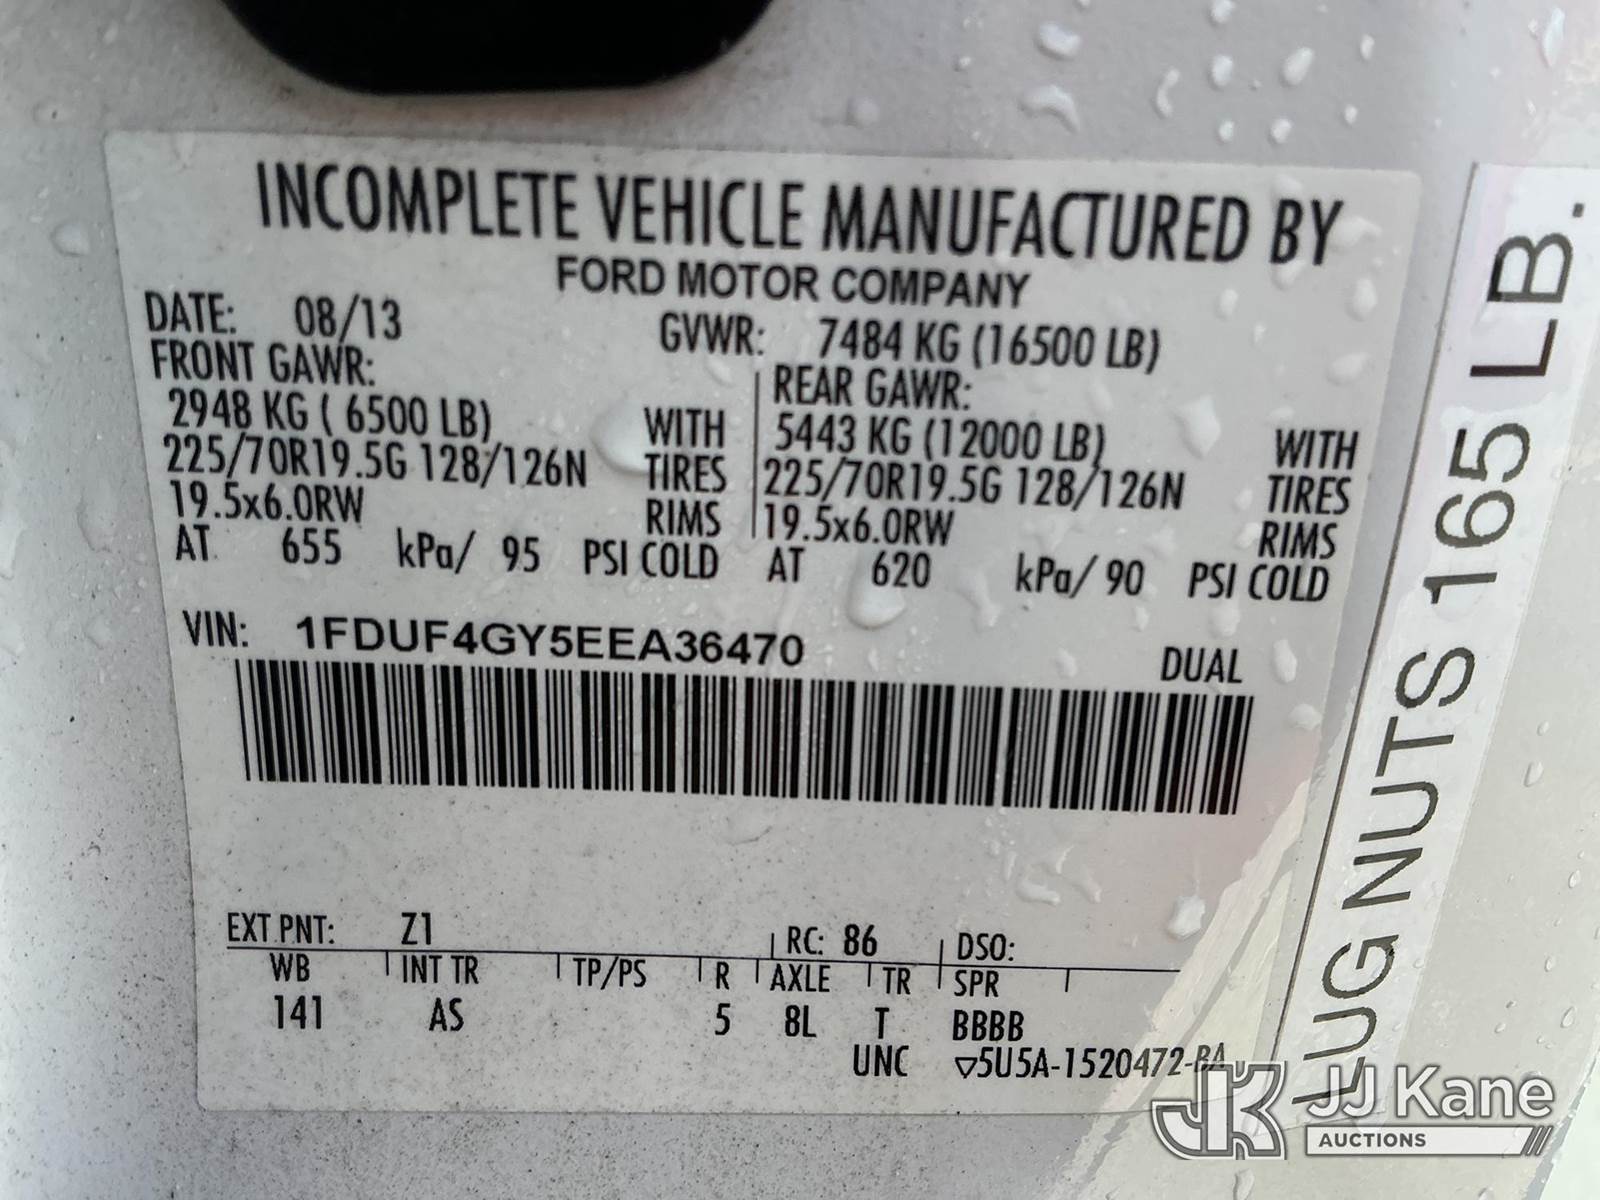 INCOMPLETE VEHICLE MANUFACTURED BY
FORD MOTOR COMPANY
DATE: 08/13 GVWR: 7484 KG (16500 LB)
FRONT GAWR: REAR GAWR:
2948 KG ( 6500 LB) WITH 5443 KG (12000 LB) WITH
225/70R19.5G 128/126N TIRES 225/70R19.5G 128/126N TIRES
19.5x6.0RW RIMS 19.5x6.0RW RIMS
AT 655 kPa/ 95 PSI COLD AT 620 kPa/ 90 PSI COLD
VIN: 1FDUF4GY5EEA36470 DUAL
EXT PNT: Z1 RC: 86 DSO:
WB INT TR TP/PS R AXLE TR SPR
141 AS 5 8L T BBBB
UNC ▽5U5A-1520472-BA
LUG NUTS 165 LB.
JK JJ Kane
AUCTIONS